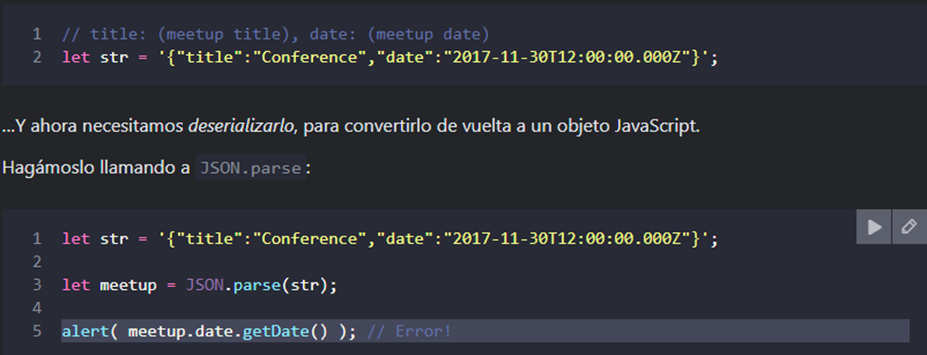 1 // title: (meetup title), date: (meetup date)
2 let str = '{"title":"Conference","date":"2017-11-30T12:00:00.000Z"}';
…Y ahora necesitamos deserializarlo, para convertirlo de vuelta a un objeto JavaScript.
Hagámoslo llamando a JSON.parse:
1 let str = '{"title":"Conference","date":"2017-11-30T12:00:00.000Z"}';
2
3 let meetup = JSON.parse(str);
4
5 alert( meetup.date.getDate() ); // Error!